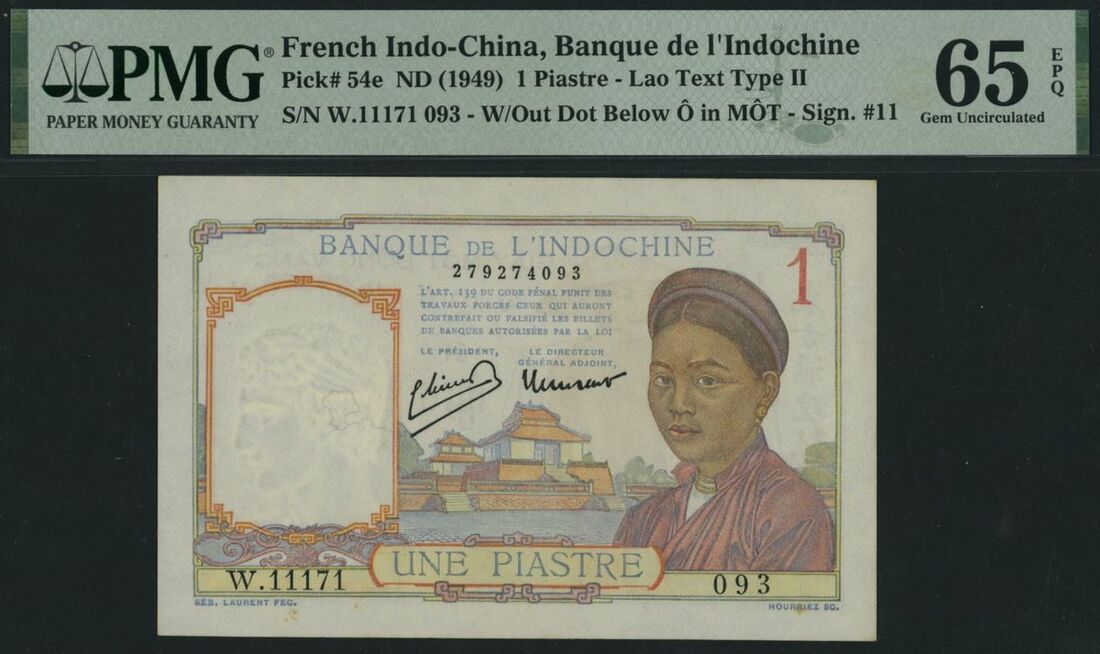 PMG®
PAPER MONEY GUARANTY
French Indo-China, Banque de l'Indochine
Pick# 54e ND (1949) 1 Piastre - Lao Text Type II
S/N W.11171 093 - W/Out Dot Below Ô in MÔT - Sign. #11
65 EPQ
Gem Uncirculated
BANQUE DE L'INDOCHINE
279274093
1
L'ART. 139 DU CODE PÉNAL PUNIT DES
TRAVAUX FORCÉS CEUX QUI AURONT
CONTREFAIT OU FALSIFIÉ LES BILLETS
DE BANQUES AUTORISÉES PAR LA LOI
LE PRÉSIDENT,
LE DIRECTEUR
GÉNÉRAL ADJOINT,
UNE PIASTRE
W.11171
093
SÉB. LAURENT FEC.
HOURRIEZ SC.